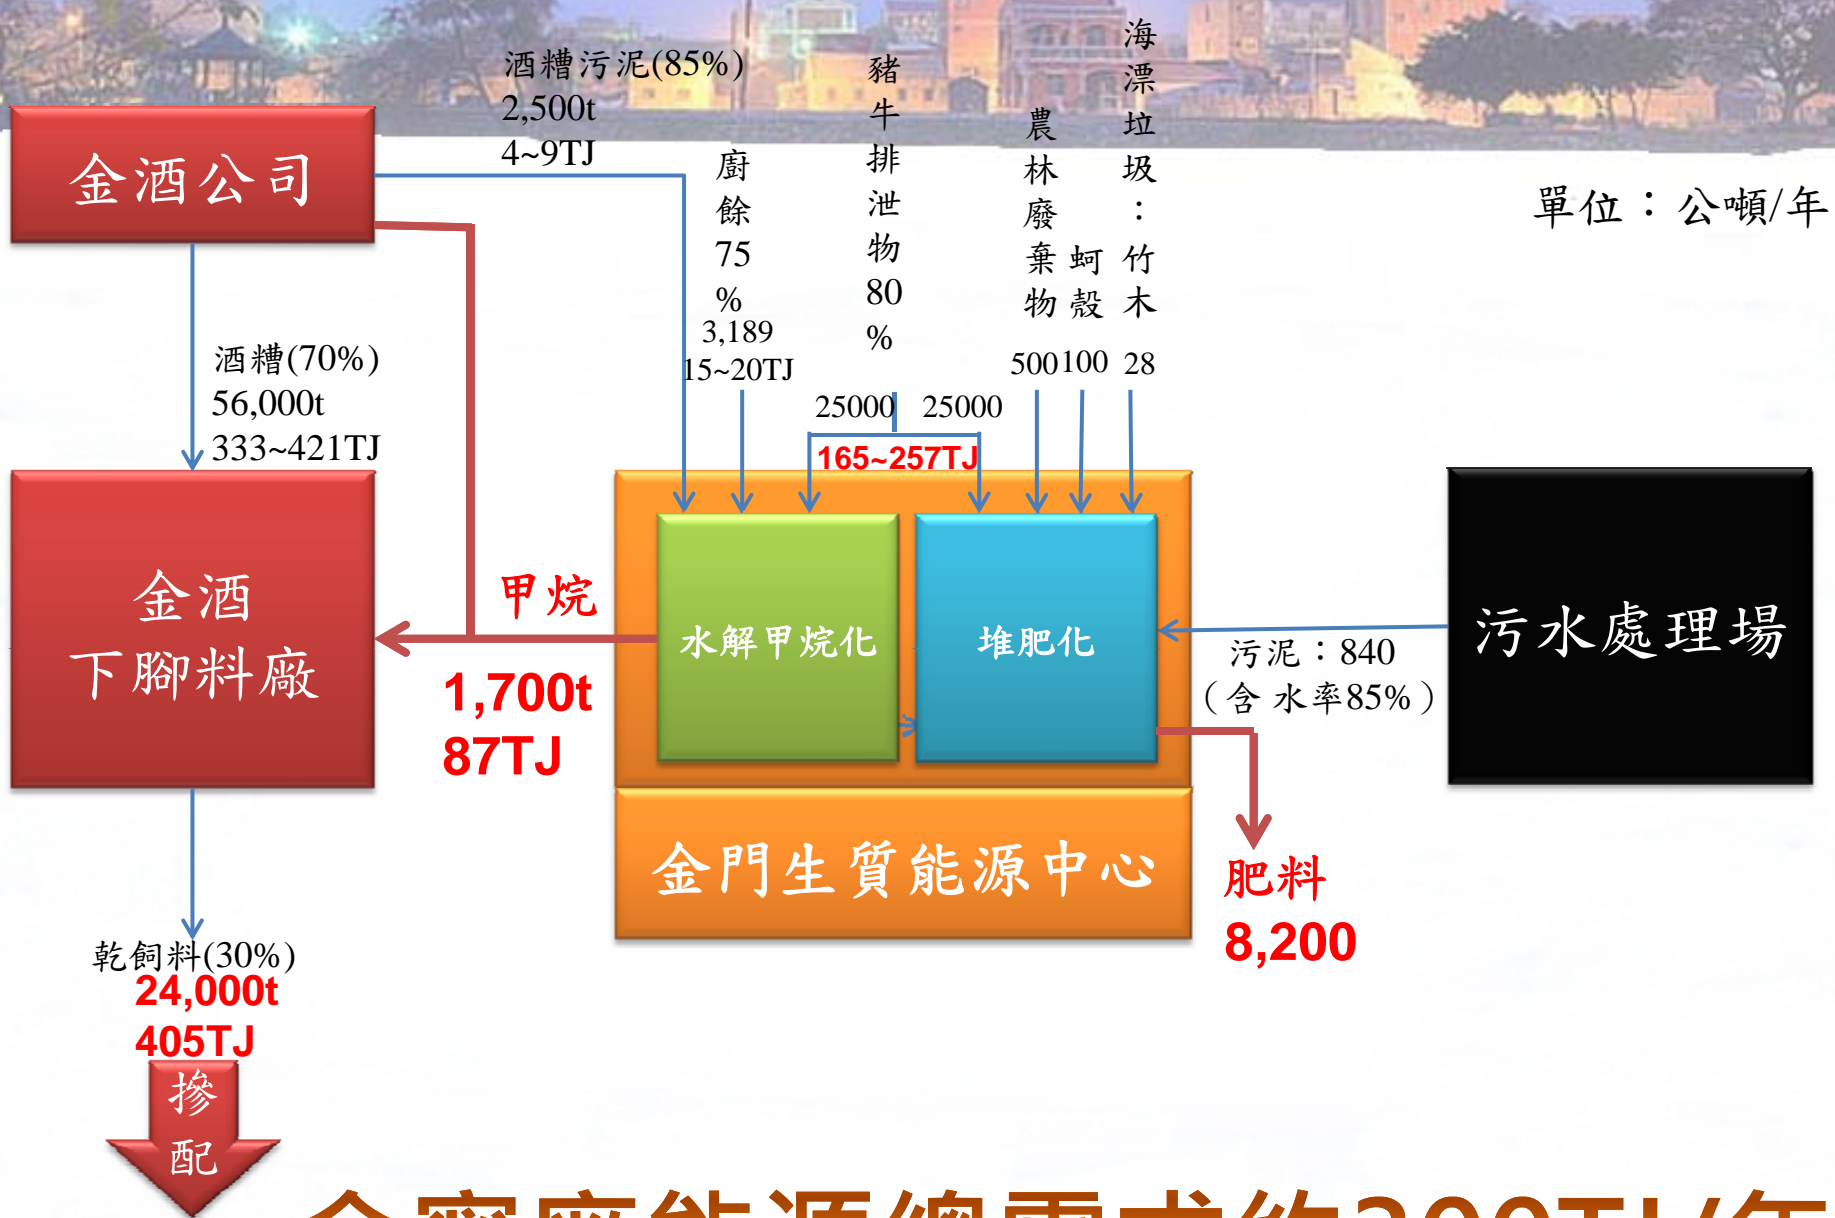 酒糟污泥(85%)
2,500t
4~9TJ
廚餘75%
3,189
15~20TJ
豬牛排泄物80%
25000 25000
165~257TJ
農林廢棄物
500
蚵殼
100
海漂垃圾：竹木
28
單位：公噸/年
金酒公司
酒糟(70%)
56,000t
333~421TJ
金酒
下腳料廠
甲烷
1,700t
87TJ
水解甲烷化
堆肥化
污泥：840
（含水率85%）
污水處理場
金門生質能源中心
肥料
8,200
乾飼料(30%)
24,000t
405TJ
摻配